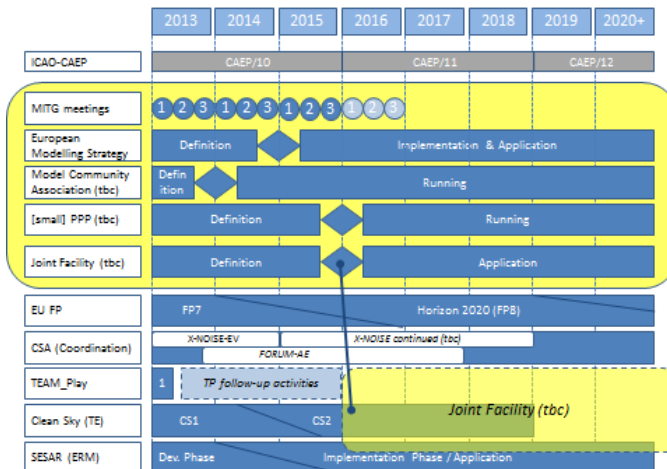 2013 2014 2015 2016 2017 2018 2019 2020+
ICAO-CAEP CAEP/10 CAEP/11 CAEP/12
MITG meetings 1 2 3 1 2 3 1 2 3 1 2 3
European
Modelling Strategy
Definition Implementation & Application
Model Community
Association (tbc)
Defin
ition
Running
[small] PPP (tbc) Definition Running
Joint Facility (tbc) Definition Application
EU FP FP7 Horizon 2020 (FP8)
CSA (Coordination) X-NOISE-EV X-NOISE continued (tbc)
FORUM-AE
TEAM_Play 1 TP follow-up activities
Joint Facility (tbc)
Clean Sky (TE) CS1 CS2
SESAR (ERM) Dev. Phase Implementation Phase / Application